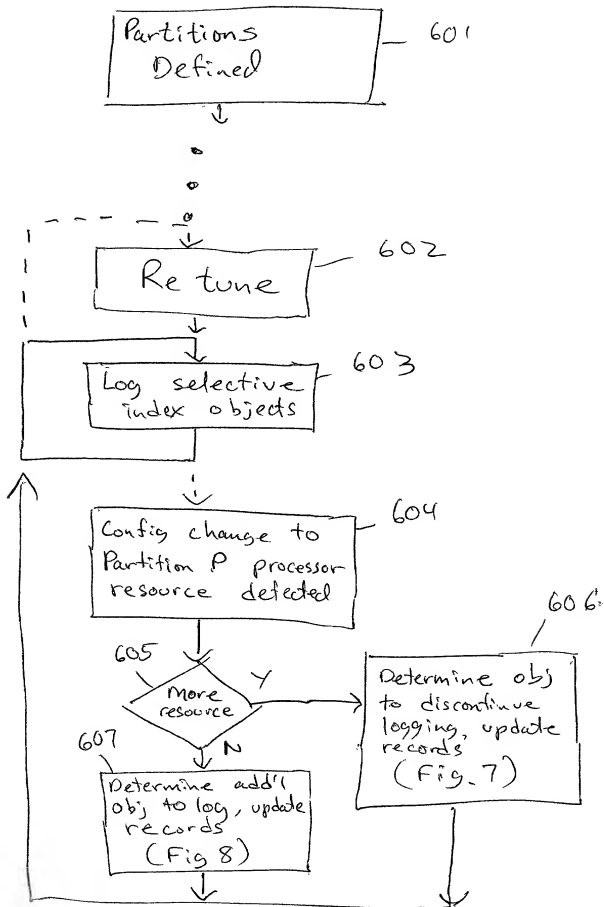 Partitions
Defined
601
Re tune
602
Log selective
index objects
603
Config change to
Partition P processor
resource detected
604
605
More
resource
Y
N
606
Determine obj
to discontinue
logging, update
records
(Fig. 7)
607
Determine add'l
obj to log, update
records
(Fig 8)